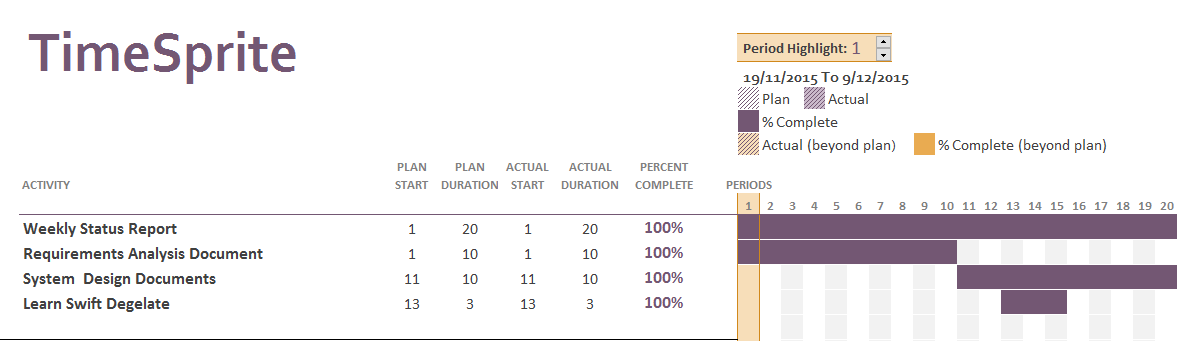 TimeSprite
Period Highlight: 1
19/11/2015 To 9/12/2015
Plan Actual
% Complete
Actual (beyond plan) % Complete (beyond plan)
PLAN PLAN ACTUAL ACTUAL PERCENT
ACTIVITY START DURATION START DURATION COMPLETE PERIODS
1 2 3 4 5 6 7 8 9 10 11 12 13 14 15 16 17 18 19 20
Weekly Status Report 1 20 1 20 100%
Requirements Analysis Document 1 10 1 10 100%
System Design Documents 11 10 11 10 100%
Learn Swift Degelate 13 3 13 3 100%